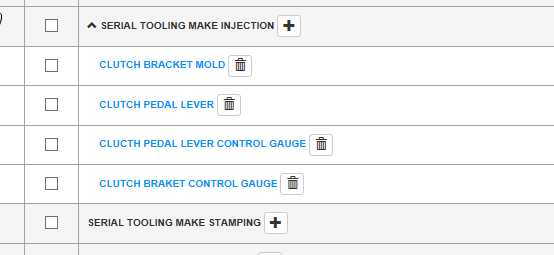 SERIAL TOOLING MAKE INJECTION
CLUTCH BRACKET MOLD
CLUTCH PEDAL LEVER
CLUCTH PEDAL LEVER CONTROL GAUGE
CLUTCH BRAKET CONTROL GAUGE
SERIAL TOOLING MAKE STAMPING